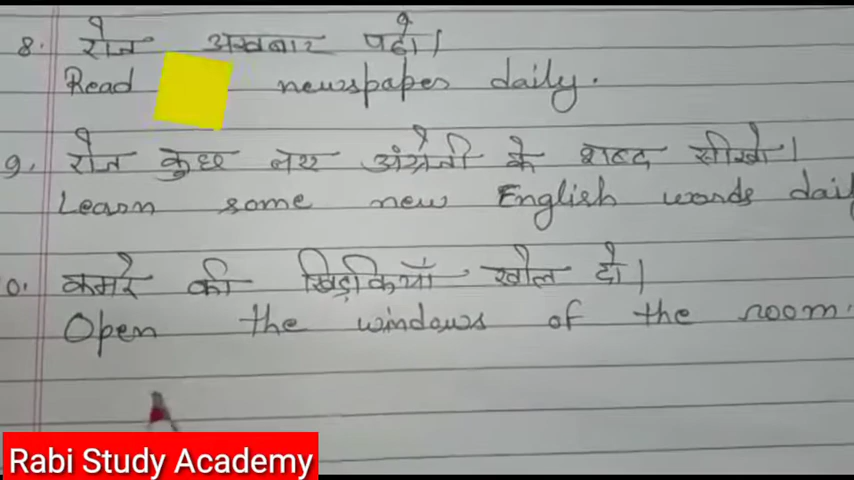 8. रोज अखबार पढो।
Read newspaper daily.
9. रोज कुछ नए अंग्रेजी के शब्द सीखो।
Learn some new English words dail
0. कमरे की खिड़कियाँ खोल दो।
Open the windows of the room.
Rabi Study Academy